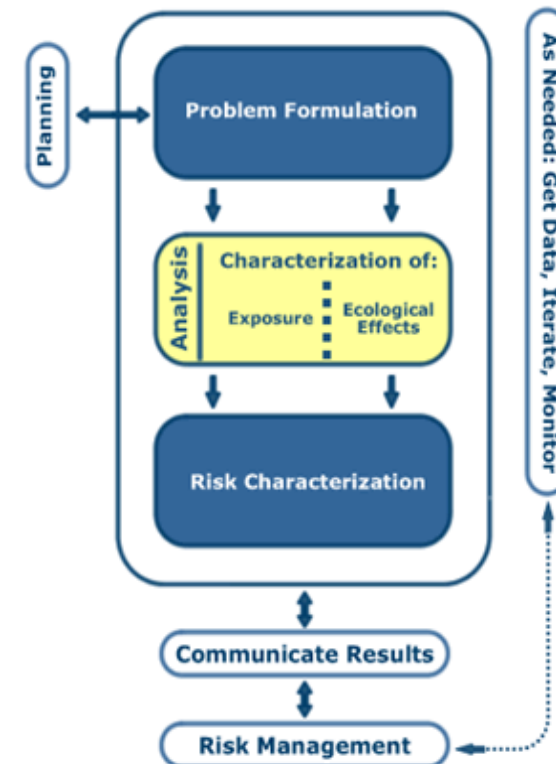 Planning
Problem Formulation
Analysis
Characterization of:
Exposure
Ecological
Effects
Risk Characterization
Communicate Results
Risk Management
As Needed: Get Data, Iterate, Monitor